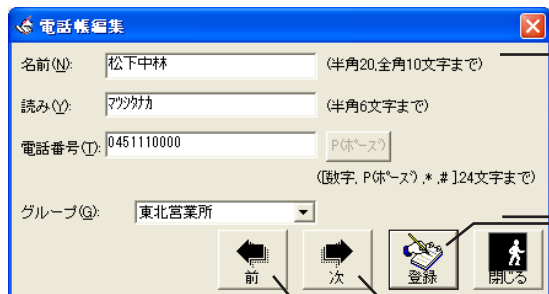 電話帳編集
名前(N): 松下中林 (半角20,全角10文字まで)
読み(Y): ﾏﾂｼﾀﾅｶ (半角6文字まで)
電話番号(T): 0451110000 P(ﾎﾟｰｽﾞ)
([数字, P(ﾎﾟｰｽﾞ),*,#]24文字まで)
グループ(G): 東北営業所
前 次 登録 閉じる